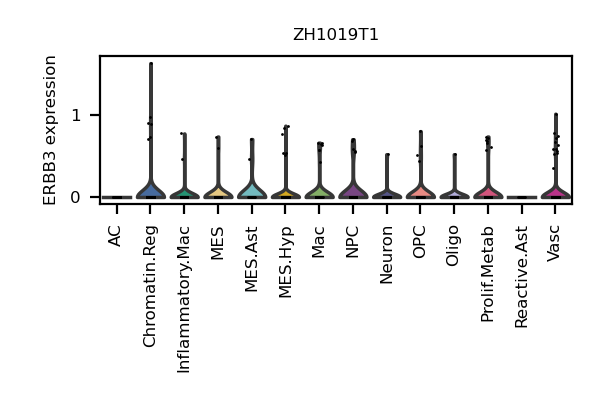 ZH1019T1
ERBB3 expression
1
0
AC
Chromatin.Reg
Inflammatory.Mac
MES
MES.Ast
MES.Hyp
Mac
NPC
Neuron
OPC
Oligo
Prolif.Metab
Reactive.Ast
Vasc